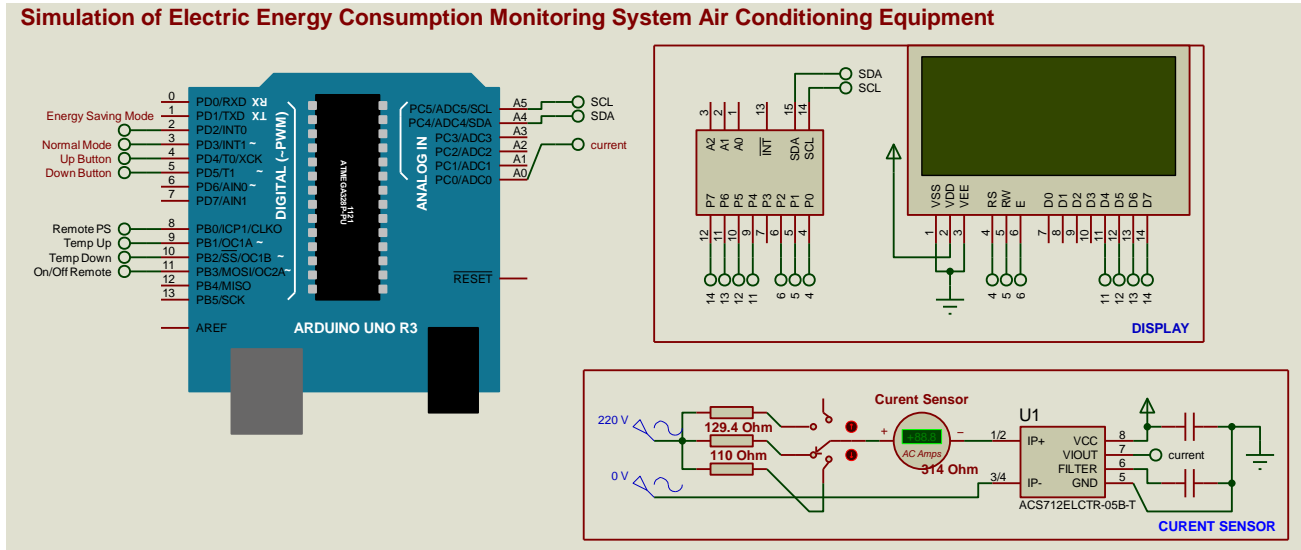 Simulation of Electric Energy Consumption Monitoring System Air Conditioning Equipment
Energy Saving Mode
Normal Mode
Up Button
Down Button
Remote PS
Temp Up
Temp Down
On/Off Remote
0 PD0/RXD RX
1 PD1/TXD TX
2 PD2/INT0
3 PD3/INT1 ~
4 PD4/T0/XCK
5 PD5/T1 ~
6 PD6/AIN0 ~
7 PD7/AIN1
8 PB0/ICP1/CLKO
9 PB1/OC1A ~
10 PB2/SS/OC1B ~
11 PB3/MOSI/OC2A ~
12 PB4/MISO
13 PB5/SCK
AREF
DIGITAL (~PWM)
ATMEGA328P-PU
1121
ANALOG IN
PC5/ADC5/SCL A5 SCL
PC4/ADC4/SDA A4 SDA
PC3/ADC3 A3
PC2/ADC2 A2
PC1/ADC1 A1
PC0/ADC0 A0 current
RESET
ARDUINO UNO R3
SDA
SCL
3 2 1 13 15 14
A2 A1 A0 INT SDA SCL
P7 P6 P5 P4 P3 P2 P1 P0
12 11 10 9 7 6 5 4
14 13 12 11 6 5 4
VSS VDD VEE RS RW E D0 D1 D2 D3 D4 D5 D6 D7
1 2 3 4 5 6 7 8 9 10 11 12 13 14
4 5 6 11 12 13 14
DISPLAY
220 V
0 V
129.4 Ohm
110 Ohm
314 Ohm
Curent Sensor
+ −
+88.8
AC Amps
U1
1/2 IP+
3/4 IP-
VCC 8
VIOUT 7 current
FILTER 6
GND 5
ACS712ELCTR-05B-T
CURENT SENSOR